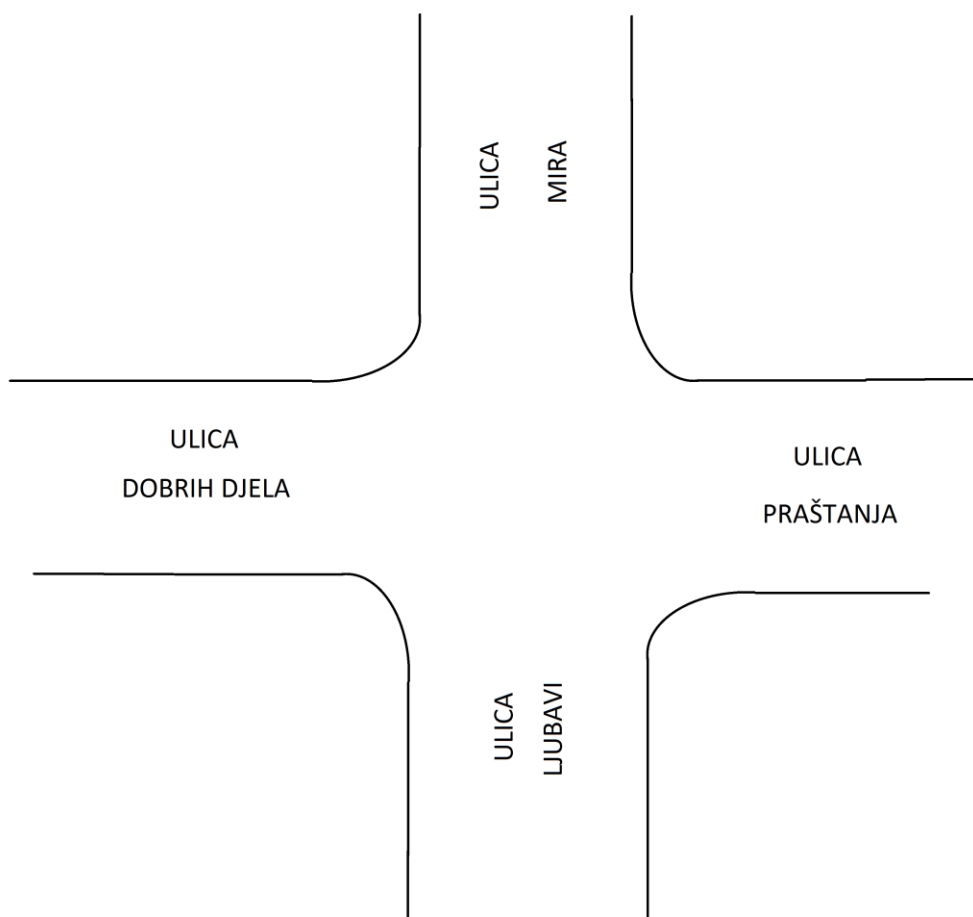 ULICA
MIRA
ULICA
DOBRIH DJELA
ULICA
PRAŠTANJA
ULICA
LJUBAVI